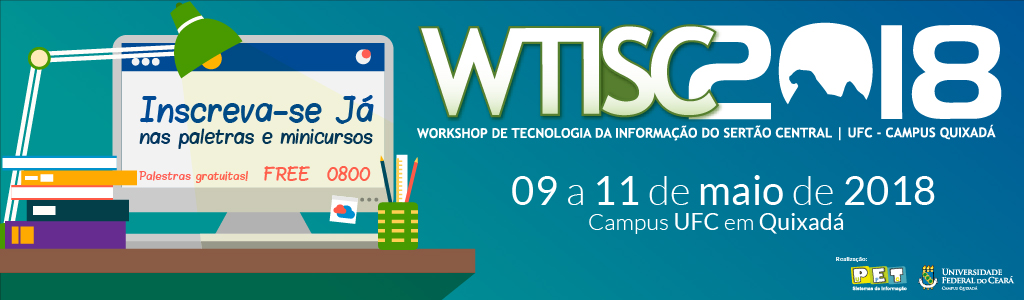 Inscreva-se Já
nas paletras e minicursos
Palestras gratuitas! FREE 0800
WTISC2018
WORKSHOP DE TECNOLOGIA DA INFORMAÇÃO DO SERTÃO CENTRAL | UFC - CAMPUS QUIXADÁ
09 a 11 de maio de 2018
Campus UFC em Quixadá
Realização:
PET
Sistemas de Informação
UNIVERSIDADE
FEDERAL DO CEARÁ
CAMPUS QUIXADÁ